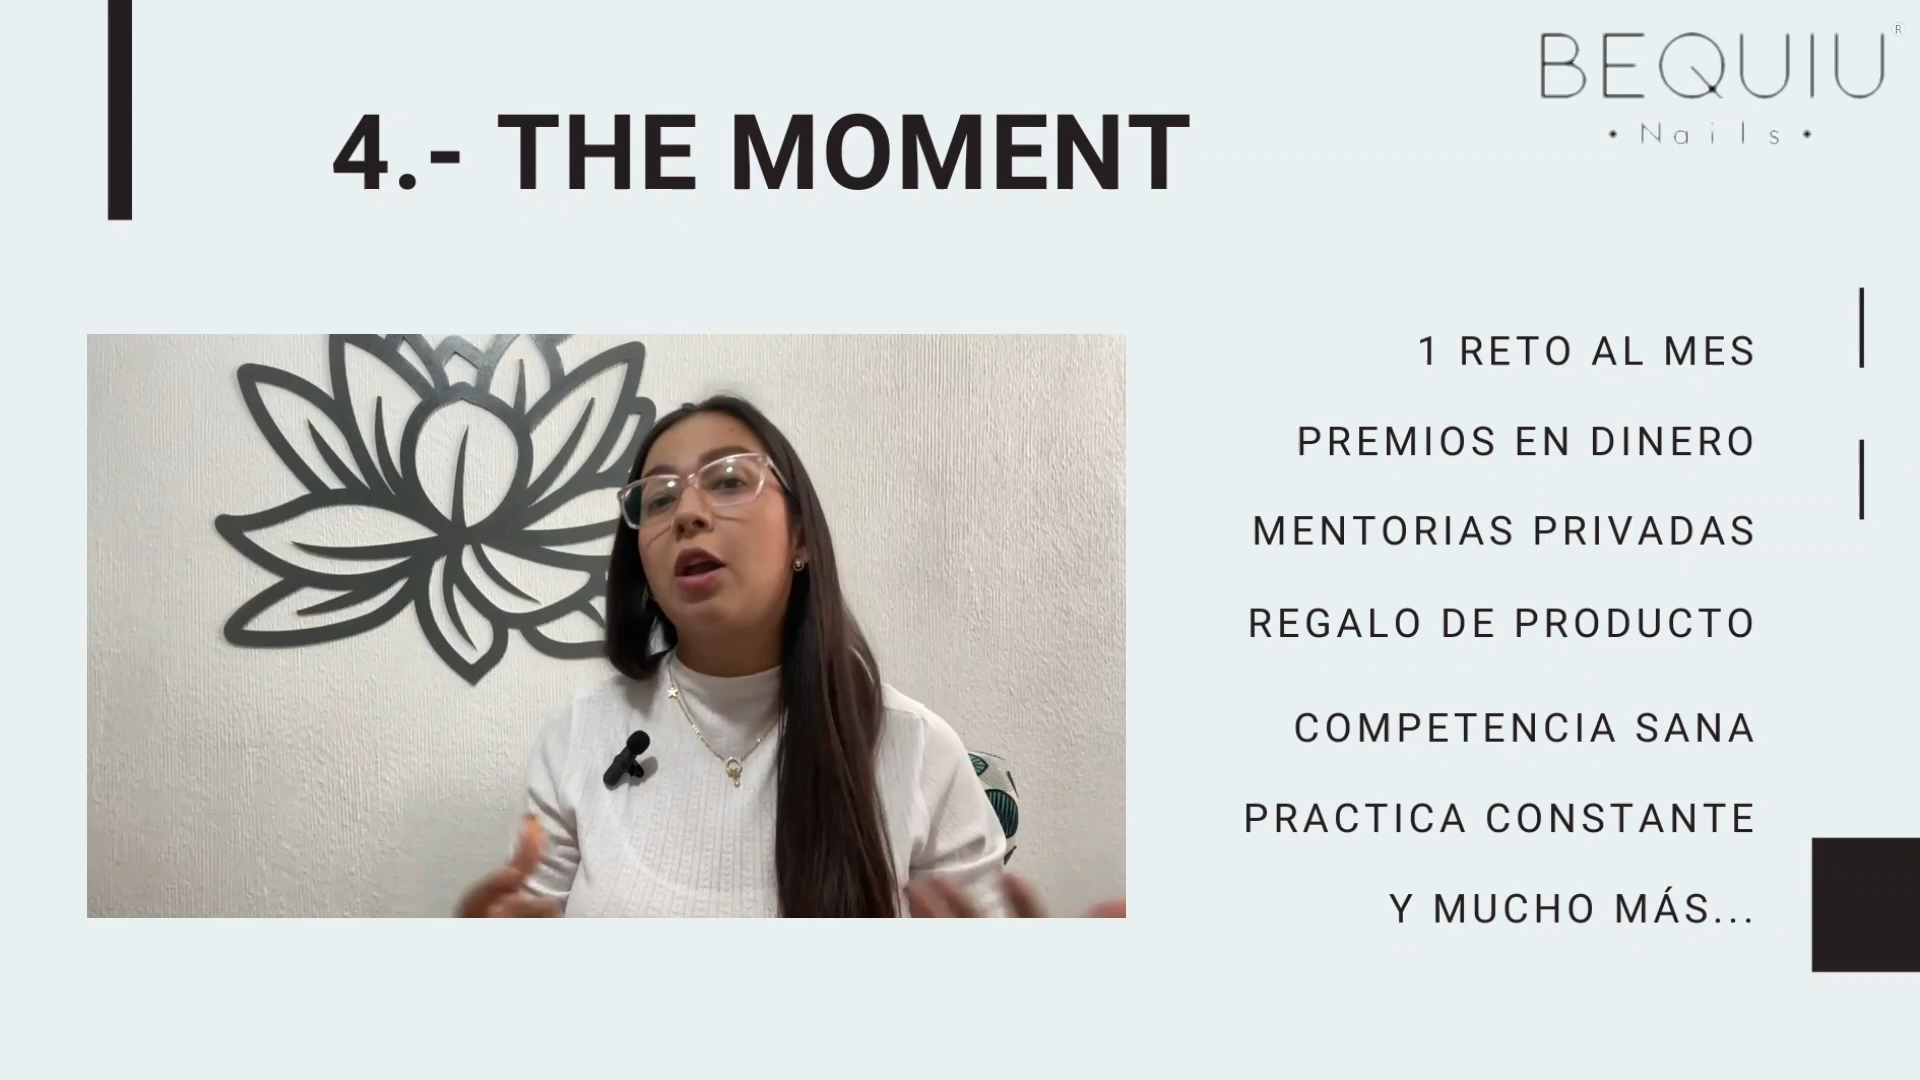 BEQUIU®
• Nails •
4.- THE MOMENT
1 RETO AL MES
PREMIOS EN DINERO
MENTORIAS PRIVADAS
REGALO DE PRODUCTO
COMPETENCIA SANA
PRACTICA CONSTANTE
Y MUCHO MÁS...